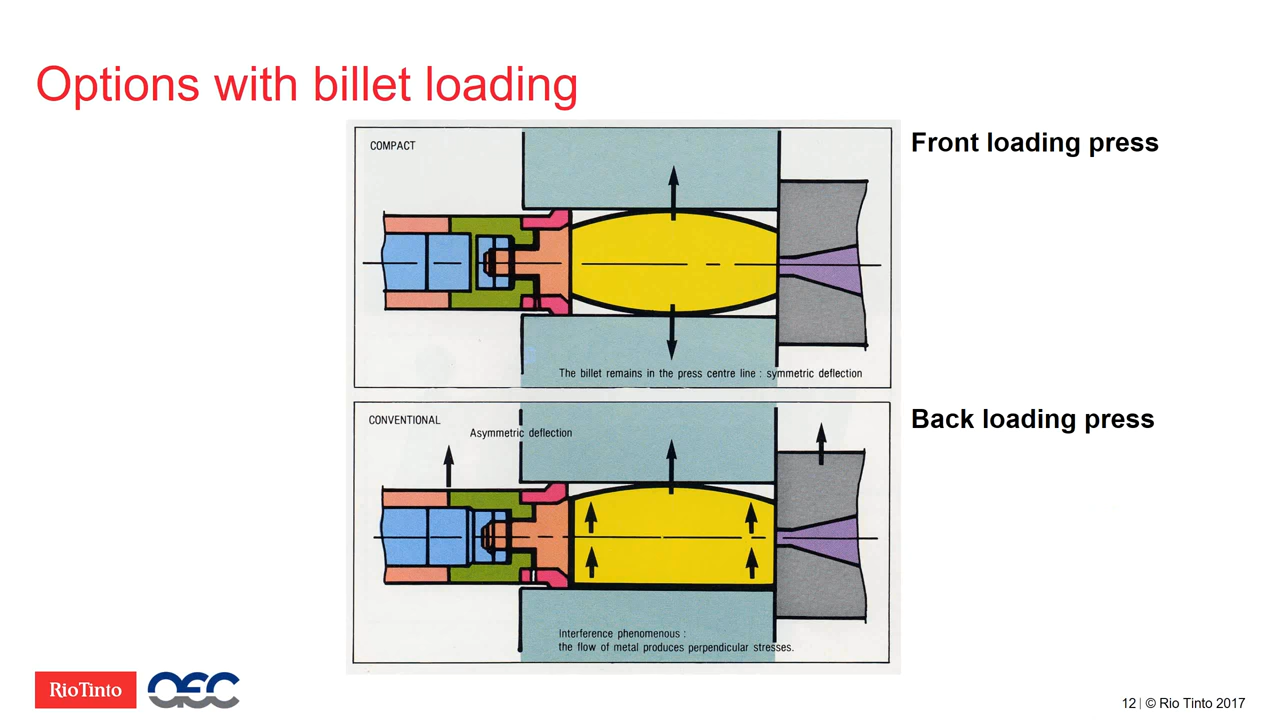 Options with billet loading
COMPACT
Front loading press
The billet remains in the press centre line : symmetric deflection
CONVENTIONAL
Asymmetric deflection
Back loading press
Interference phenomenous :
the flow of metal produces perpendicular stresses.
RioTinto
OEC
12 | © Rio Tinto 2017